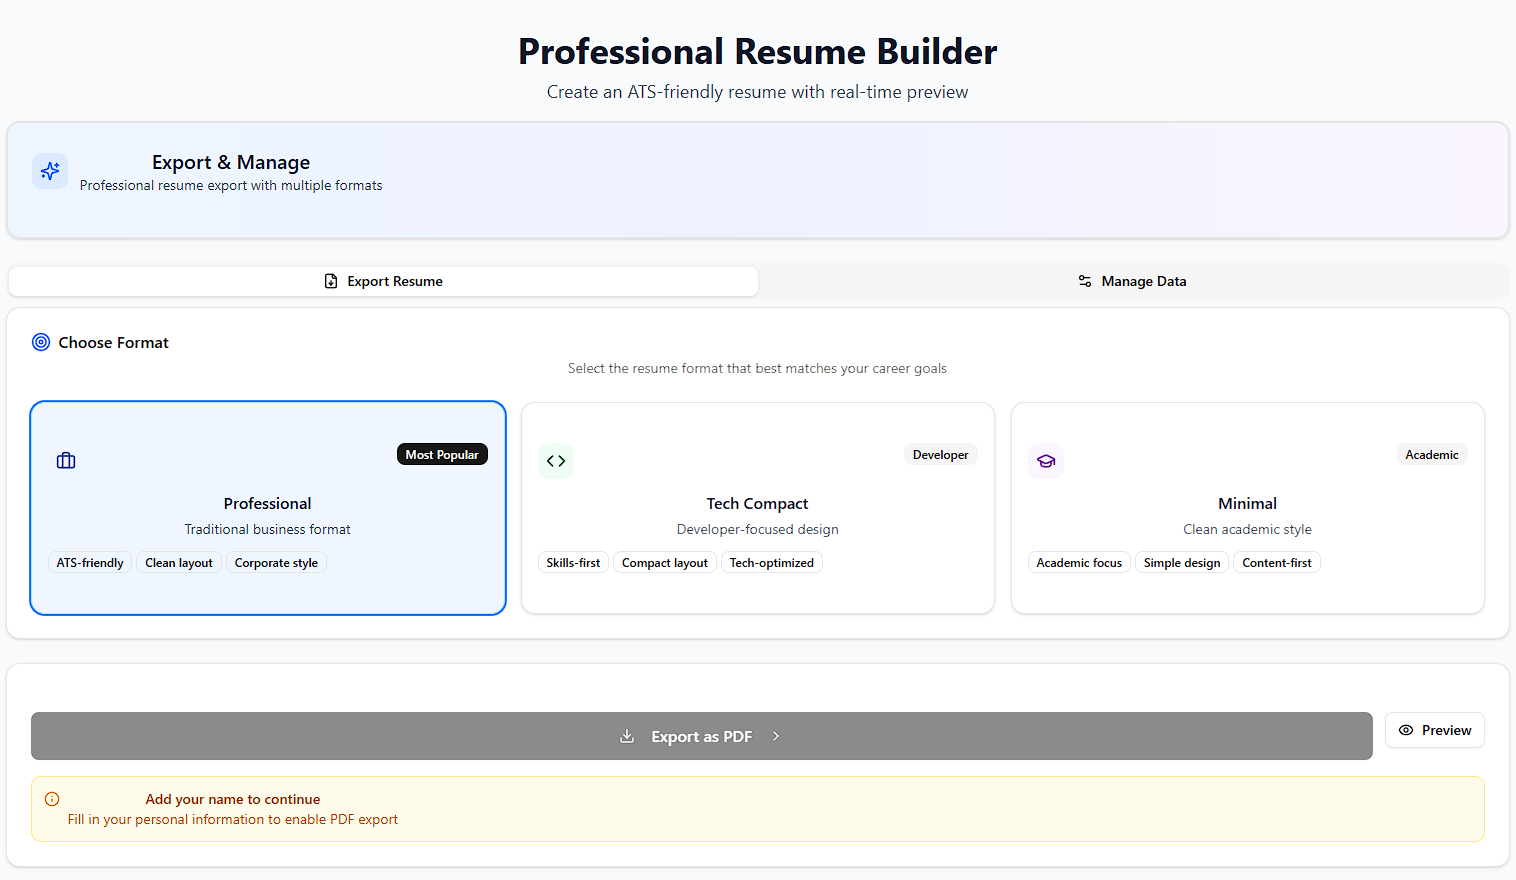 Professional Resume Builder
Create an ATS-friendly resume with real-time preview
Export & Manage
Professional resume export with multiple formats
Export Resume
Manage Data
Choose Format
Select the resume format that best matches your career goals
Most Popular
Professional
Traditional business format
ATS-friendly Clean layout Corporate style
Developer
Tech Compact
Developer-focused design
Skills-first Compact layout Tech-optimized
Academic
Minimal
Clean academic style
Academic focus Simple design Content-first
Export as PDF
Preview
Add your name to continue
Fill in your personal information to enable PDF export